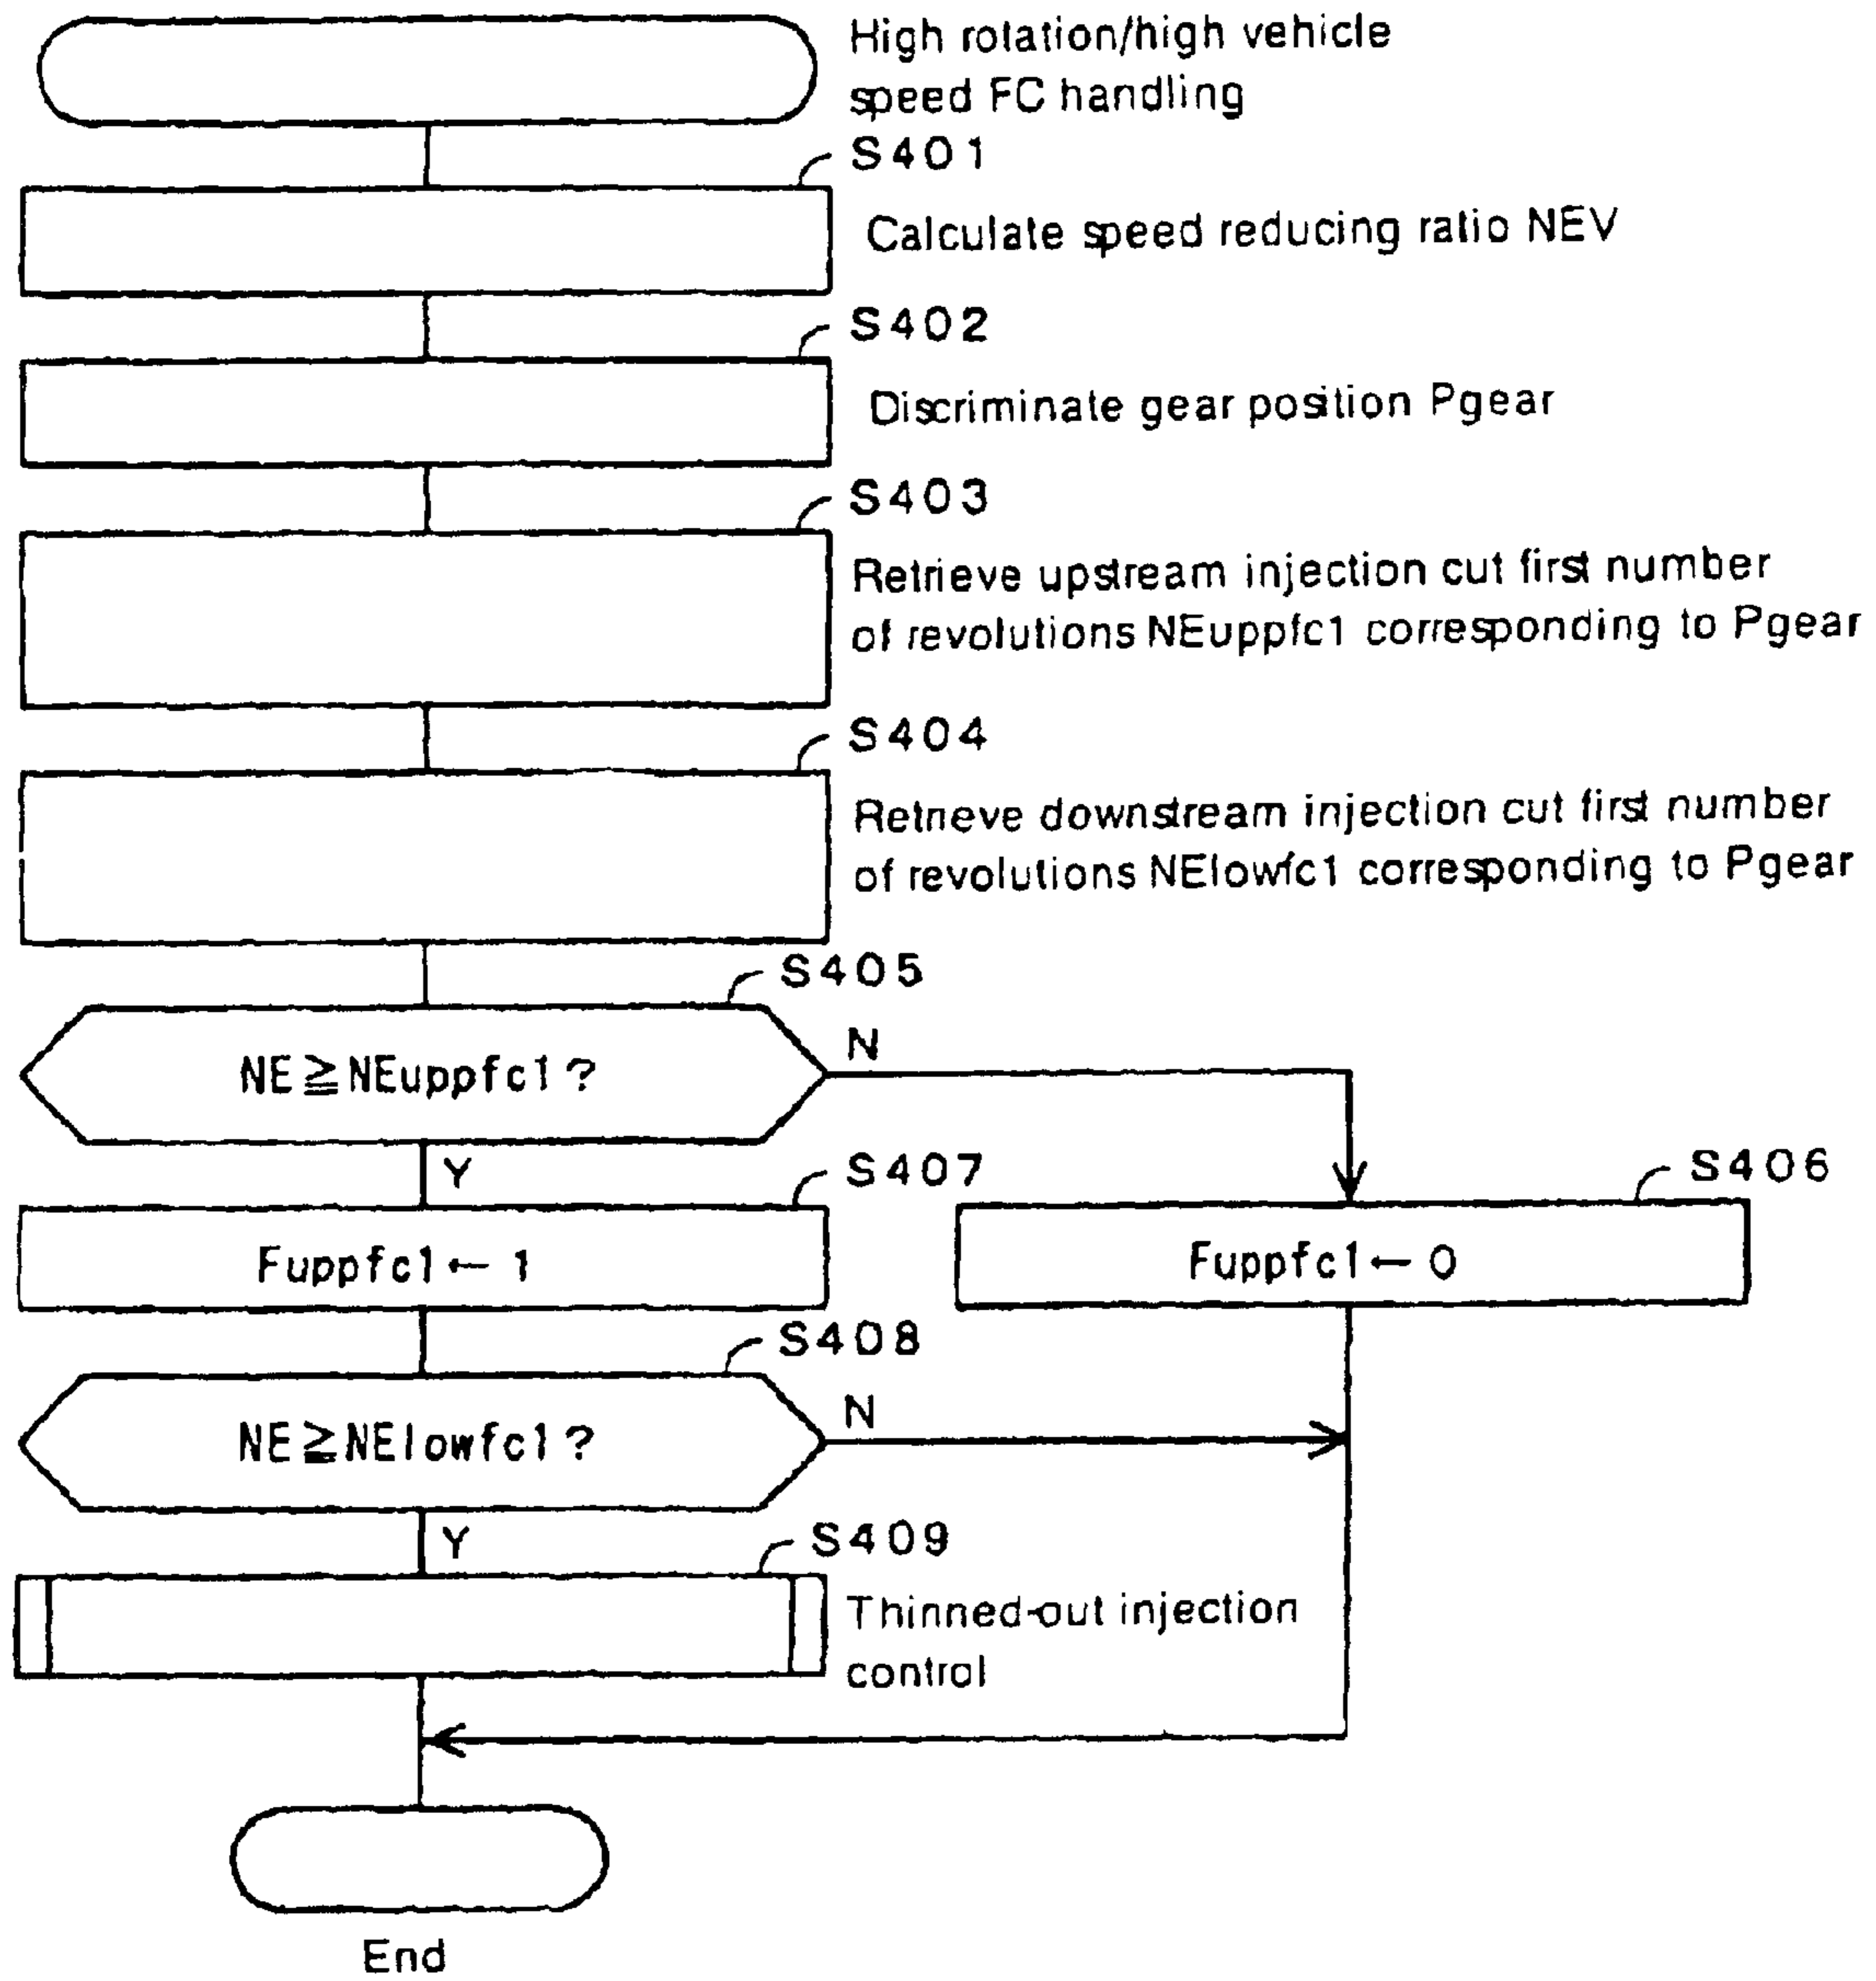 High rotation/high vehicle
speed FC handling
S401
Calculate speed reducing ratio NEV
S402
Discriminate gear position Pgear
S403
Retrieve upstream injection cut first number
of revolutions NEuppfc1 corresponding to Pgear
S404
Retrieve downstream injection cut first number
of revolutions NElowfc1 corresponding to Pgear
S405
NE≧NEuppfc1?
N
Y
S407
S406
Fuppfc1←1
Fuppfc1←0
S408
NE≧NElowfc1?
N
Y
S409
Thinned-out injection
control
End